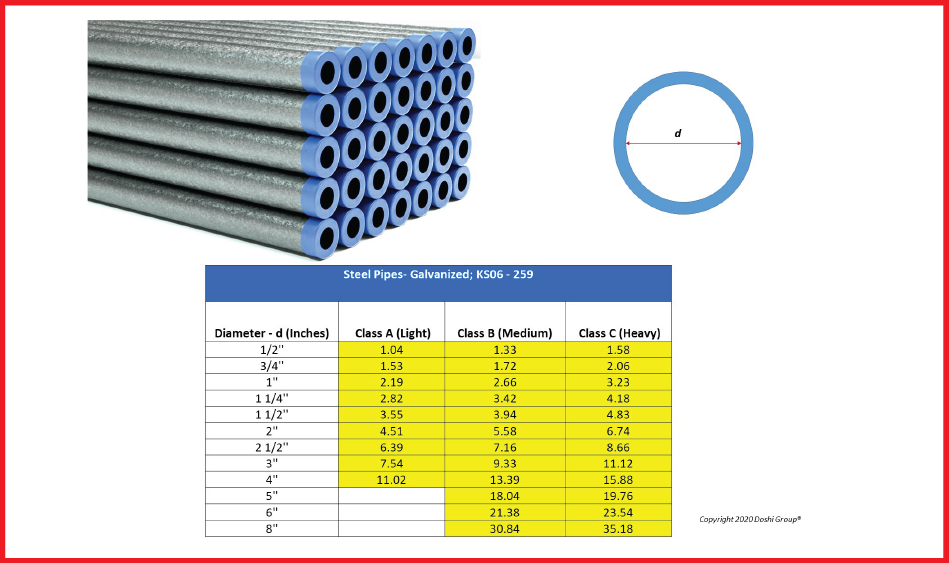 d
Steel Pipes- Galvanized; KS06 - 259
Diameter - d (Inches) Class A (Light) Class B (Medium) Class C (Heavy)
1/2" 1.04 1.33 1.58
3/4" 1.53 1.72 2.06
1" 2.19 2.66 3.23
1 1/4" 2.82 3.42 4.18
1 1/2" 3.55 3.94 4.83
2" 4.51 5.58 6.74
2 1/2" 6.39 7.16 8.66
3" 7.54 9.33 11.12
4" 11.02 13.39 15.88
5" 18.04 19.76
6" 21.38 23.54
8" 30.84 35.18
Copyright 2020 Doshi Group®